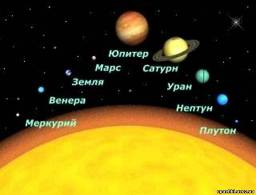 Юпитер
Марс Сатурн
Земля
Уран
Венера
Нептун
Меркурий
Плутон